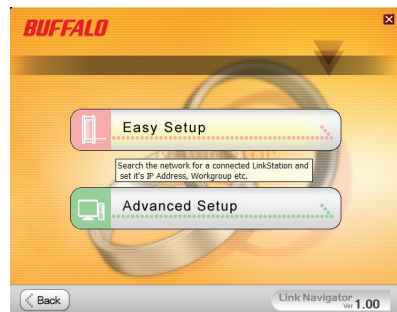 BUFFALO
Easy Setup
Search the network for a connected LinkStation and
set it's IP Address, Workgroup etc.
Advanced Setup
Back
Link Navigator
Ver 1.00